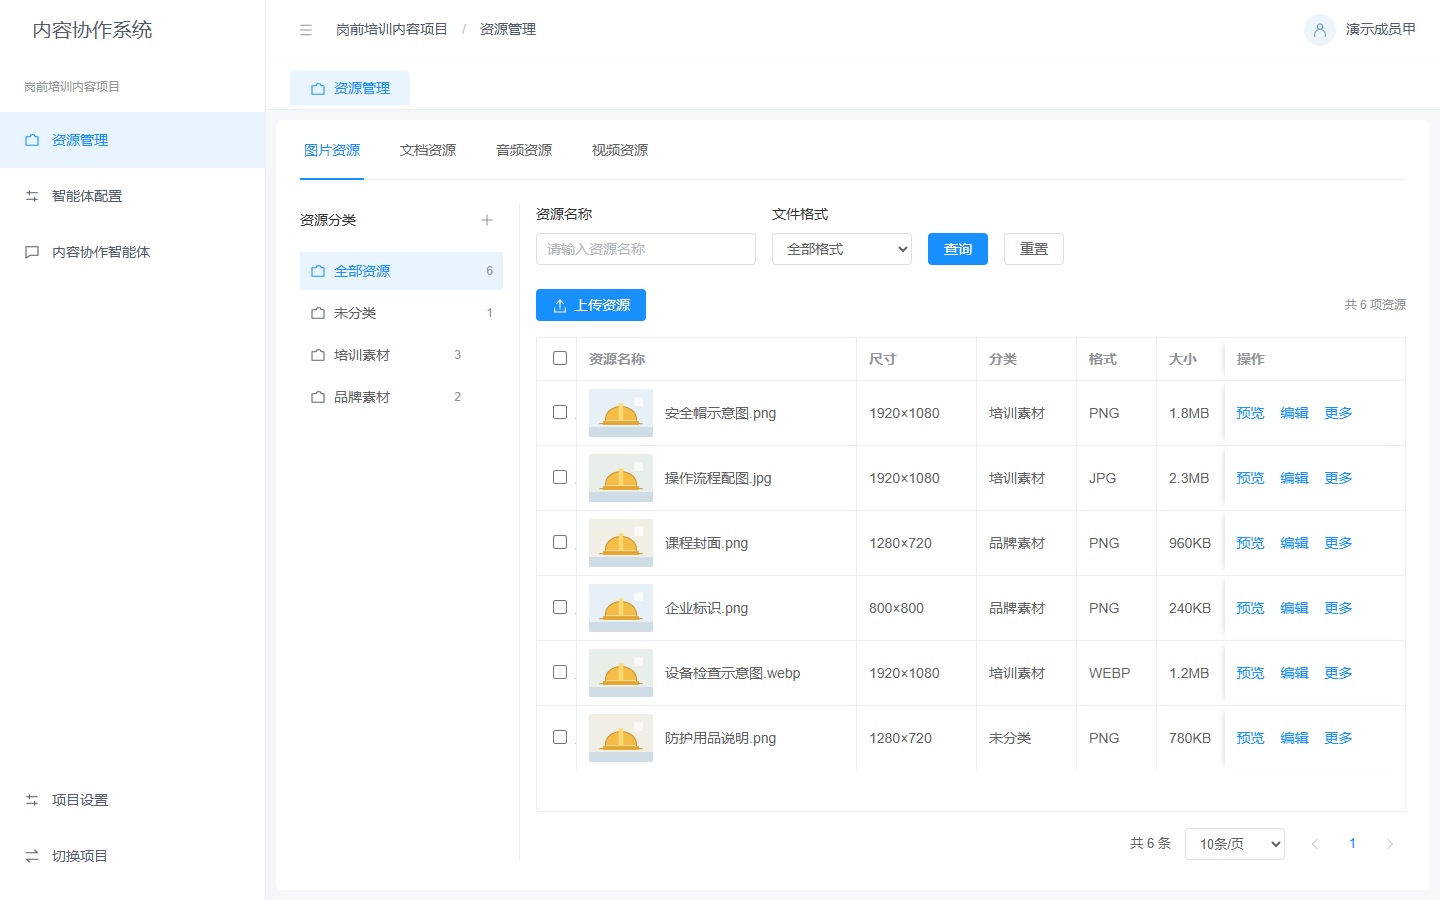 内容协作系统
岗前培训内容项目 / 资源管理
演示成员甲
岗前培训内容项目
资源管理
智能体配置
内容协作智能体
项目设置
切换项目
资源管理
图片资源 文档资源 音频资源 视频资源
资源分类
全部资源 6
未分类 1
培训素材 3
品牌素材 2
资源名称 文件格式
请输入资源名称 全部格式 查询 重置
上传资源 共 6 项资源
资源名称 尺寸 分类 格式 大小 操作
安全帽示意图.png 1920×1080 培训素材 PNG 1.8MB 预览 编辑 更多
操作流程配图.jpg 1920×1080 培训素材 JPG 2.3MB 预览 编辑 更多
课程封面.png 1280×720 品牌素材 PNG 960KB 预览 编辑 更多
企业标识.png 800×800 品牌素材 PNG 240KB 预览 编辑 更多
设备检查示意图.webp 1920×1080 培训素材 WEBP 1.2MB 预览 编辑 更多
防护用品说明.png 1280×720 未分类 PNG 780KB 预览 编辑 更多
共 6 条 10条/页 1